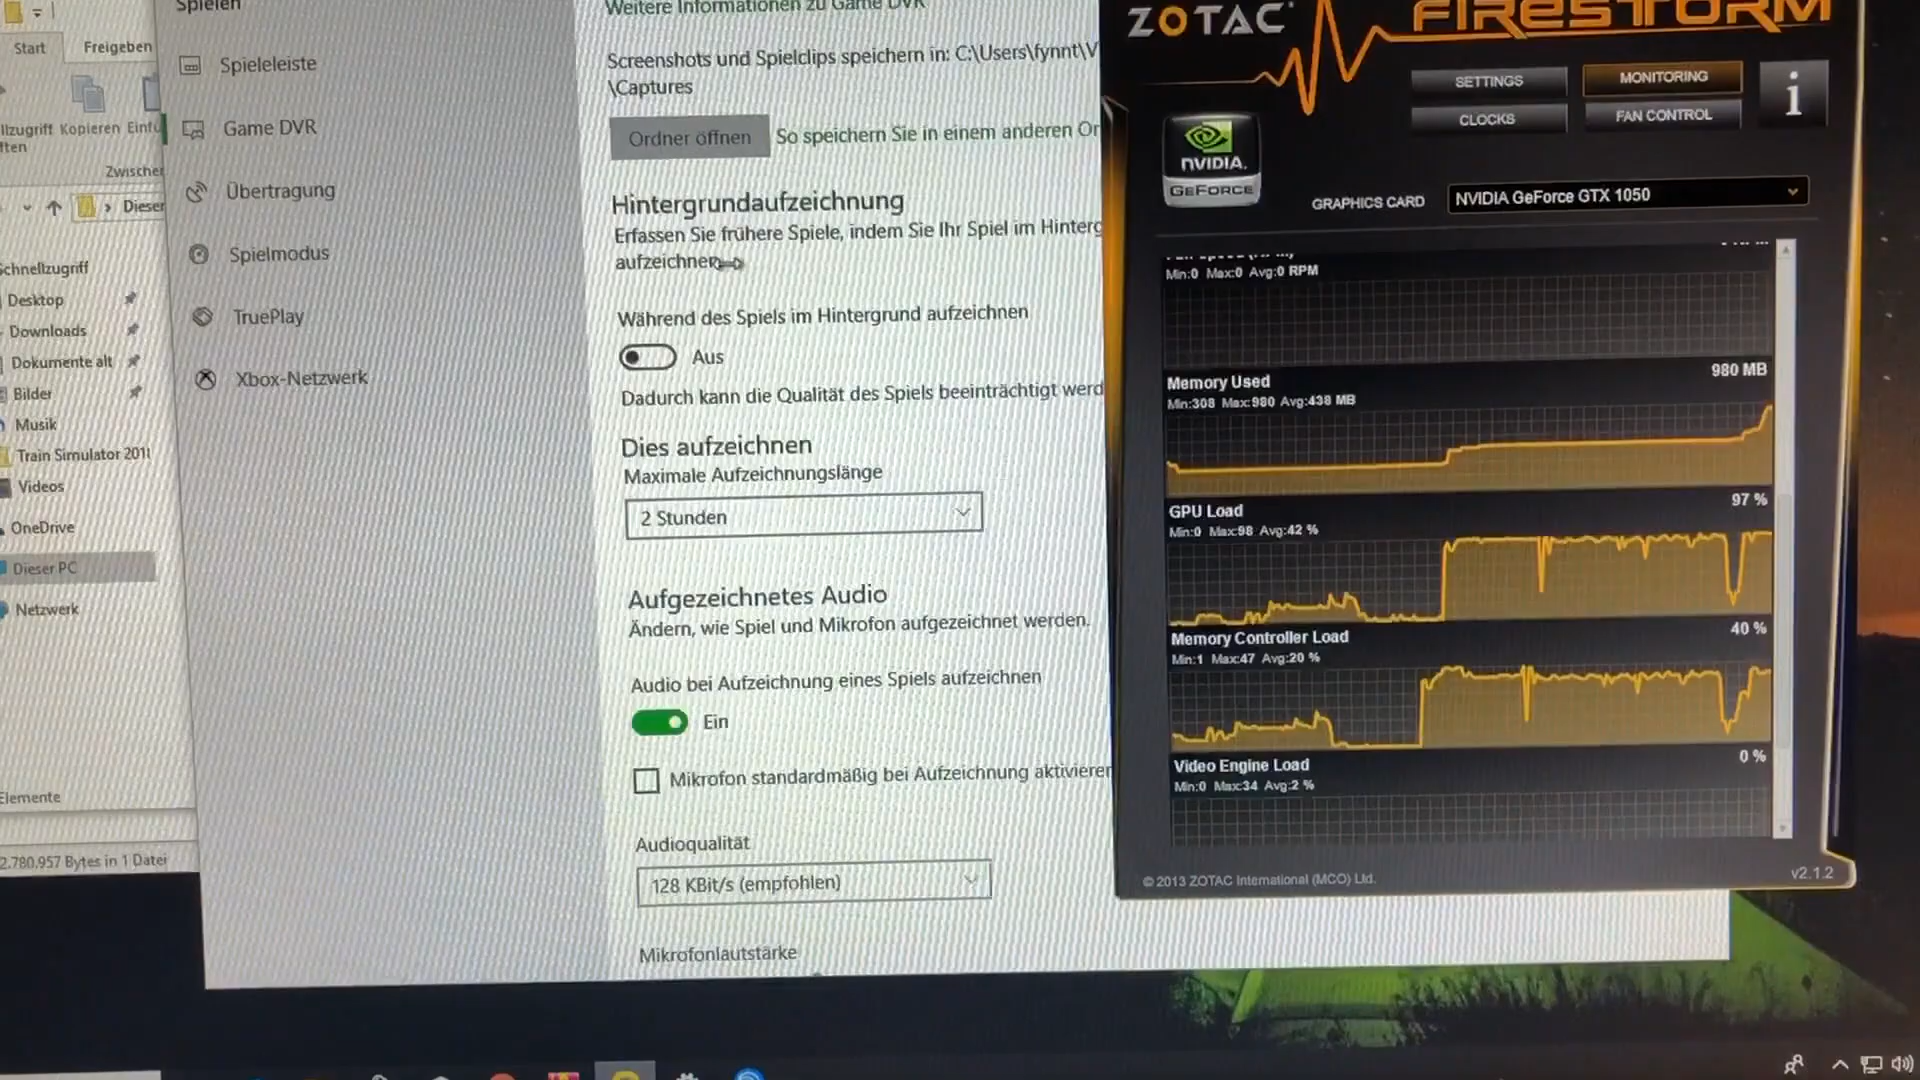 Start
Freigeben
Kopieren
Dieser
Schnellzugriff
Desktop
Downloads
Dokumente alt
Bilder
Musik
Train Simulator 201
Videos
OneDrive
Dieser PC
Netzwerk
Elemente
2.780.957 Bytes in 1 Datei
Spielen
Spieleleiste
Game DVR
Übertragung
Spielmodus
TruePlay
Xbox-Netzwerk
Weitere Informationen zu Game DVR
Screenshots und Spielclips speichern in: C:\Users\fynnt\V
\Captures
Ordner öffnen
So speichern Sie in einem anderen Or
Hintergrundaufzeichnung
Erfassen Sie frühere Spiele, indem Sie Ihr Spiel im Hinterg
aufzeichnen
Während des Spiels im Hintergrund aufzeichnen
Aus
Dadurch kann die Qualität des Spiels beeinträchtigt werd
Dies aufzeichnen
Maximale Aufzeichnungslänge
2 Stunden
Aufgezeichnetes Audio
Ändern, wie Spiel und Mikrofon aufgezeichnet werden.
Audio bei Aufzeichnung eines Spiels aufzeichnen
Ein
Mikrofon standardmäßig bei Aufzeichnung aktivieren
Audioqualität
128 KBit/s (empfohlen)
Mikrofonlautstärke
ZOTAC
FIRESTORM
SETTINGS
MONITORING
CLOCKS
FAN CONTROL
i
NVIDIA.
GEFORCE
GRAPHICS CARD
NVIDIA GeForce GTX 1050
Min:0 Max:0 Avg:0 RPM
Memory Used
980 MB
Min:308 Max:980 Avg:438 MB
GPU Load
97 %
Min:0 Max:98 Avg:42 %
Memory Controller Load
40 %
Min:1 Max:47 Avg:20 %
Video Engine Load
0 %
Min:0 Max:34 Avg:2 %
© 2013 ZOTAC International (MCO) Ltd.
v2.1.2